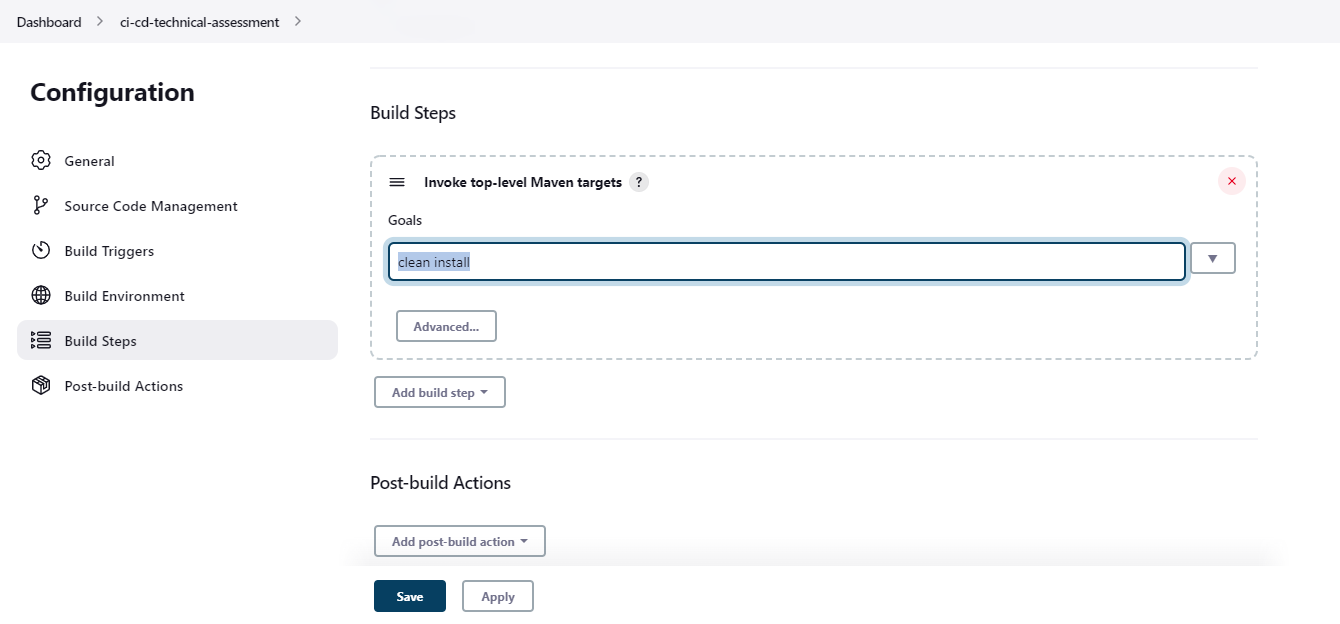 Dashboard > ci-cd-technical-assessment >
Configuration
General
Source Code Management
Build Triggers
Build Environment
Build Steps
Post-build Actions
Build Steps
Invoke top-level Maven targets ?
Goals
clean install
Advanced...
Add build step
Post-build Actions
Add post-build action
Save
Apply